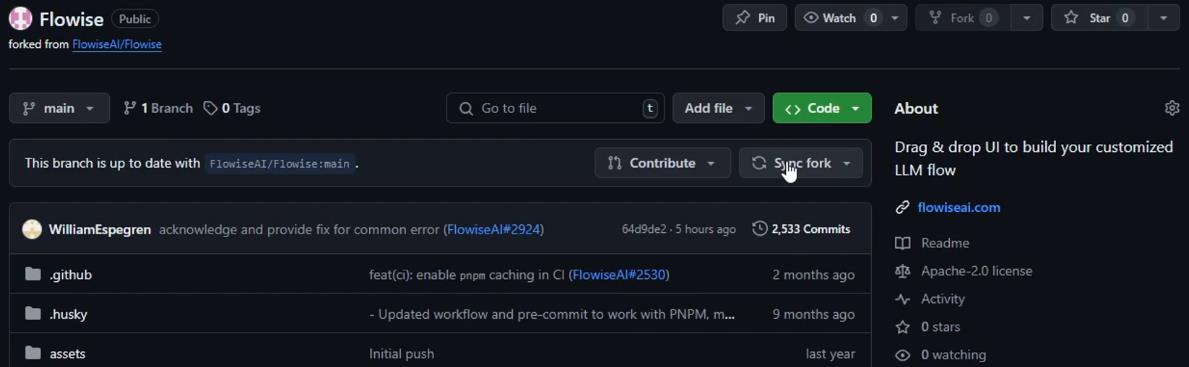 Flowise Public
Pin Watch 0 Fork 0 Star 0
forked from FlowiseAI/Flowise
main 1 Branch 0 Tags Go to file t Add file <> Code
This branch is up to date with FlowiseAI/Flowise:main .
Contribute Sync fork
WilliamEspegren acknowledge and provide fix for common error (FlowiseAI#2924) 64d9de2 · 5 hours ago 2,533 Commits
.github feat(ci): enable pnpm caching in CI (FlowiseAI#2530) 2 months ago
.husky - Updated workflow and pre-commit to work with PNPM, m... 9 months ago
assets Initial push last year
About
Drag & drop UI to build your customized
LLM flow
flowiseai.com
Readme
Apache-2.0 license
Activity
0 stars
0 watching